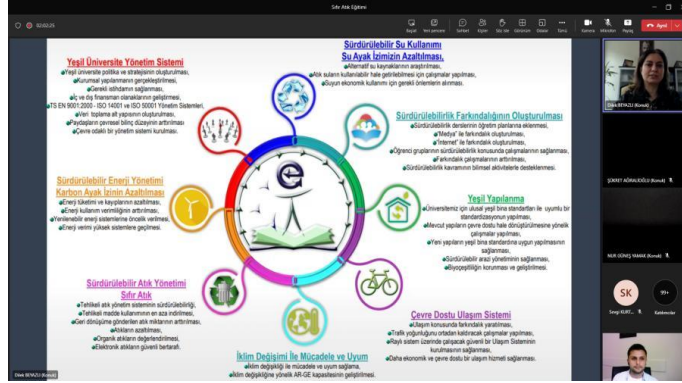 Sıfır Atık Eğitimi
02:02:25
Ayrıl
Yeşil Üniversite Yönetim Sistemi
Yeşil üniversite politika ve stratejisinin oluşturulması,
Kurumsal yapılanmanın gerçekleştirilmesi,
Gerekli istihdamın sağlanması,
İç ve dış finansman olanaklarının geliştirilmesi,
TS EN 9001:2000 - ISO 14001 ve ISO 50001 Yönetim Sistemleri,
Veri toplama alt yapısının oluşturulması,
Paydaşların çevresel bilinç düzeyinin arttırılması
Çevre odaklı bir yönetim sistemi kurulması.
Sürdürülebilir Su Kullanımı
Su Ayak İzimizin Azaltılması,
Alternatif su kaynaklarının araştırılması,
Atık suların kullanılabilir hale getirilebilmesi için çalışmalar yapılması,
Suyun ekonomik kullanımı için gerekli önlemlerin alınması.
Sürdürülebilirlik Farkındalığının Oluşturulması
Sürdürülebilirlik derslerinin öğretim planlarına eklenmesi,
"Medya" ile farkındalık oluşturulması,
"İnternet" ile farkındalık oluşturulması,
Öğrenci gruplarının sürdürülebilirlik konusunda çalışmalarının sağlanması,
Farkındalık çalışmalarının arttırılması,
Sürdürülebilirlik kavramının bilimsel aktivitelerle desteklenmesi.
Sürdürülebilir Enerji Yönetimi
Karbon Ayak İzinin Azaltılması
Enerji tüketimi ve kayıplarının azaltılması,
Enerji kullanım verimliliğinin arttırılması,
Yenilenebilir enerji sistemlerine öncelik verilmesi,
Enerji verimi yüksek sistemlere geçilmesi.
Yeşil Yapılanma
Üniversitemiz için ulusal yeşil bina standartları ile uyumlu bir
standardizasyonun yapılması,
Mevcut yapıların çevre dostu hale dönüştürülmesine yönelik
çalışmalar yapılması,
Yeni yapıların yeşil bina standardına uygun yapılmasının
sağlanması,
Sürdürülebilir arazi yönetiminin sağlanması,
Biyoçeşitliliğin korunması ve geliştirilmesi.
Sürdürülebilir Atık Yönetimi
Sıfır Atık
Tehlikeli atık yönetim sisteminin sürdürülebilirliği,
Tehlikeli madde kullanımının en aza indirilmesi,
Geri dönüşüme gönderilen atık miktarının arttırılması,
Atıkların azaltılması,
Organik atıkların değerlendirilmesi,
Elektronik atıkların güvenli bertarafı.
Çevre Dostu Ulaşım Sistemi
Ulaşım konusunda farkındalık yaratılması,
Trafik yoğunluğunu ortadan kaldıracak çalışmalar yapılması,
Raylı sistem üzerinde çalışacak güvenli bir Ulaşım Sisteminin
kurulmasının sağlanması,
Daha ekonomik ve çevre dostu bir ulaşım hizmeti sağlanması.
İklim Değişimi İle Mücadele ve Uyum
İklim değişikliği ile mücadele ve uyum sağlama,
İklim değişikliğine yönelik AR-GE kapasitesinin geliştirilmesi.
Dilek BEYAZLI (Konuk)
Dilek BEYAZLI (Konuk)
NUR GÜNEŞ YAMAK (Konuk)
SK
99+
Sevgi KURT...
Katılımcılar